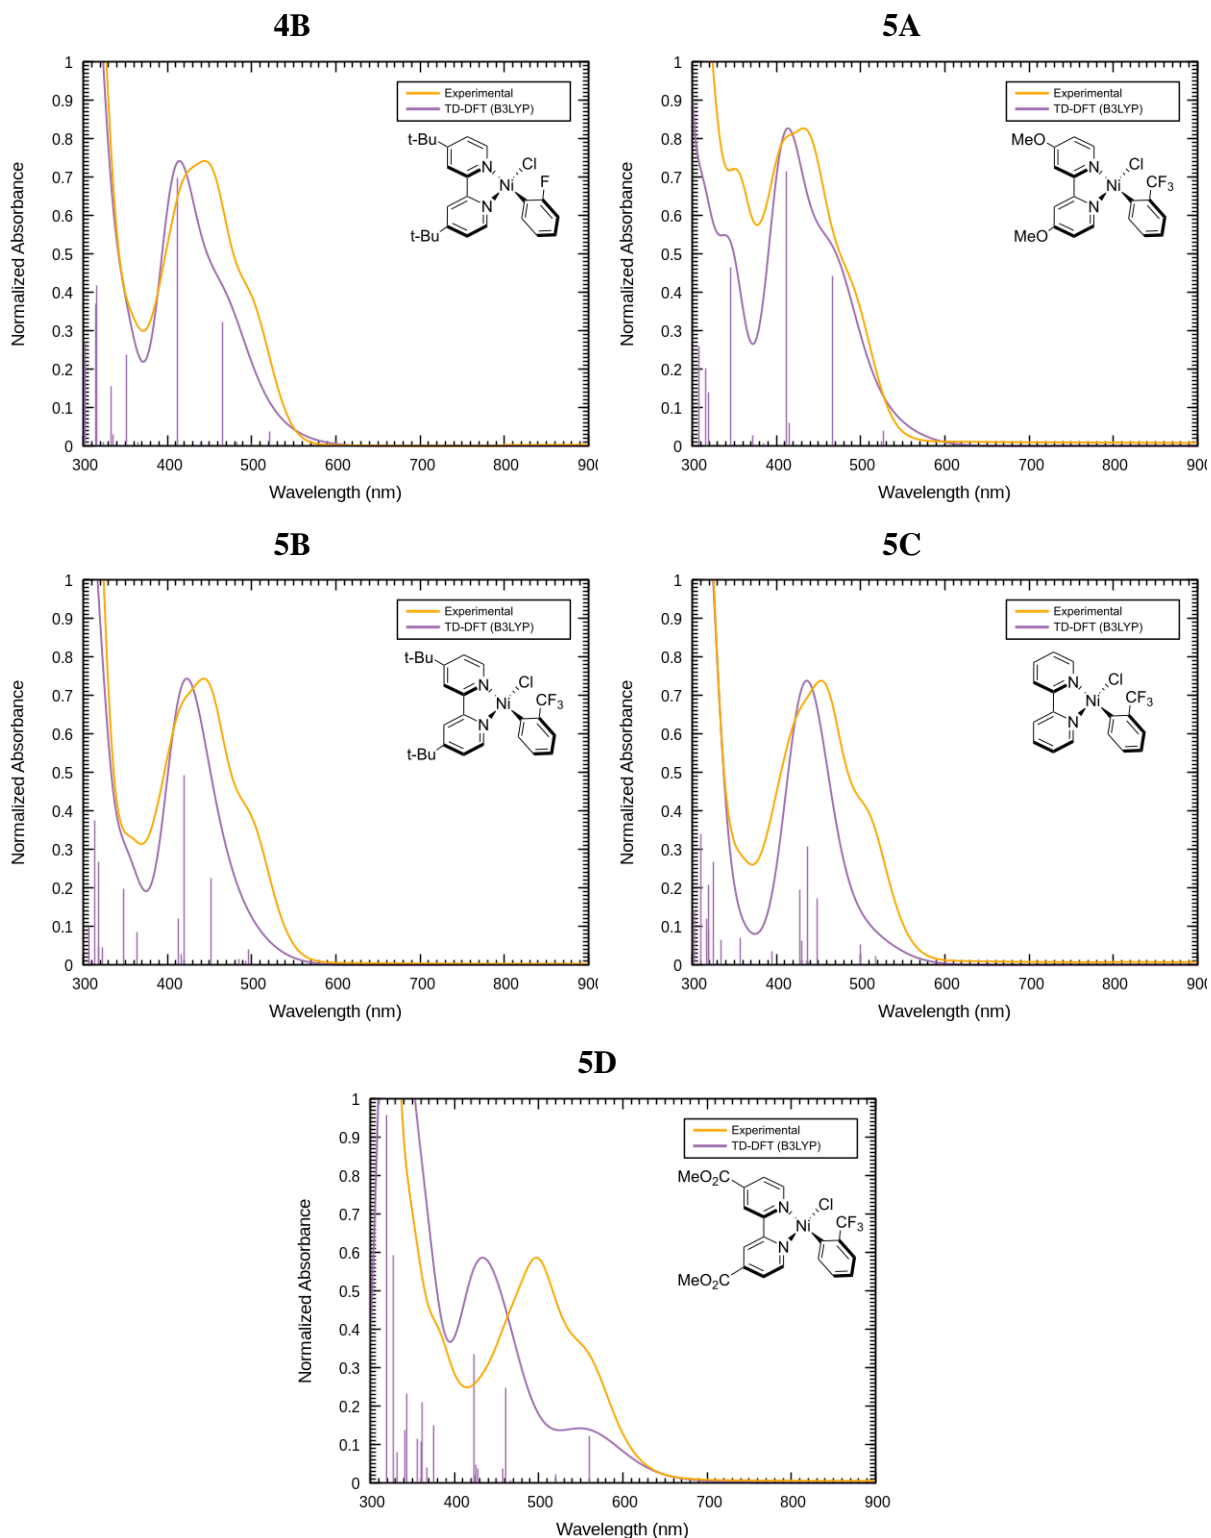 4B
5A
1
0.9
0.8
0.7
0.6
0.5
0.4
0.3
0.2
0.1
0
Normalized Absorbance
300 400 500 600 700 800 900
Wavelength (nm)
Experimental
TD-DFT (B3LYP)
t-Bu
N
Cl
Ni
F
N
t-Bu
1
0.9
0.8
0.7
0.6
0.5
0.4
0.3
0.2
0.1
0
Normalized Absorbance
300 400 500 600 700 800 900
Wavelength (nm)
Experimental
TD-DFT (B3LYP)
MeO
N
Cl
Ni
CF3
N
MeO
5B
5C
1
0.9
0.8
0.7
0.6
0.5
0.4
0.3
0.2
0.1
0
Normalized Absorbance
300 400 500 600 700 800 900
Wavelength (nm)
Experimental
TD-DFT (B3LYP)
t-Bu
N
Cl
Ni
CF3
N
t-Bu
1
0.9
0.8
0.7
0.6
0.5
0.4
0.3
0.2
0.1
0
Normalized Absorbance
300 400 500 600 700 800 900
Wavelength (nm)
Experimental
TD-DFT (B3LYP)
N
Cl
Ni
CF3
N
5D
1
0.9
0.8
0.7
0.6
0.5
0.4
0.3
0.2
0.1
0
Normalized Absorbance
300 400 500 600 700 800 900
Wavelength (nm)
Experimental
TD-DFT (B3LYP)
MeO2C
N
Cl
Ni
CF3
N
MeO2C